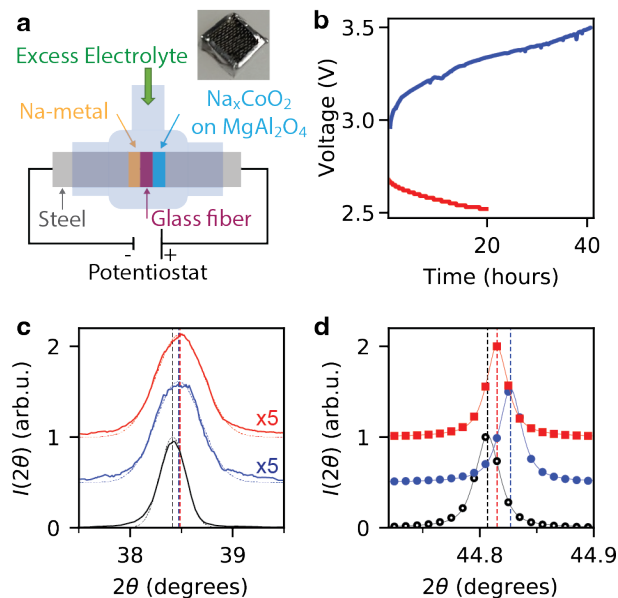 a
Excess Electrolyte
Na-metal
NaₓCoO₂
on MgAl₂O₄
Steel
Glass fiber
- +
Potentiostat
b
Voltage (V)
3.5
3.0
2.5
20
40
Time (hours)
c
I(2θ) (arb.u.)
2
1
0
x5
x5
38
39
2θ (degrees)
d
I(2θ) (arb.u.)
2
1
0
44.8
44.9
2θ (degrees)